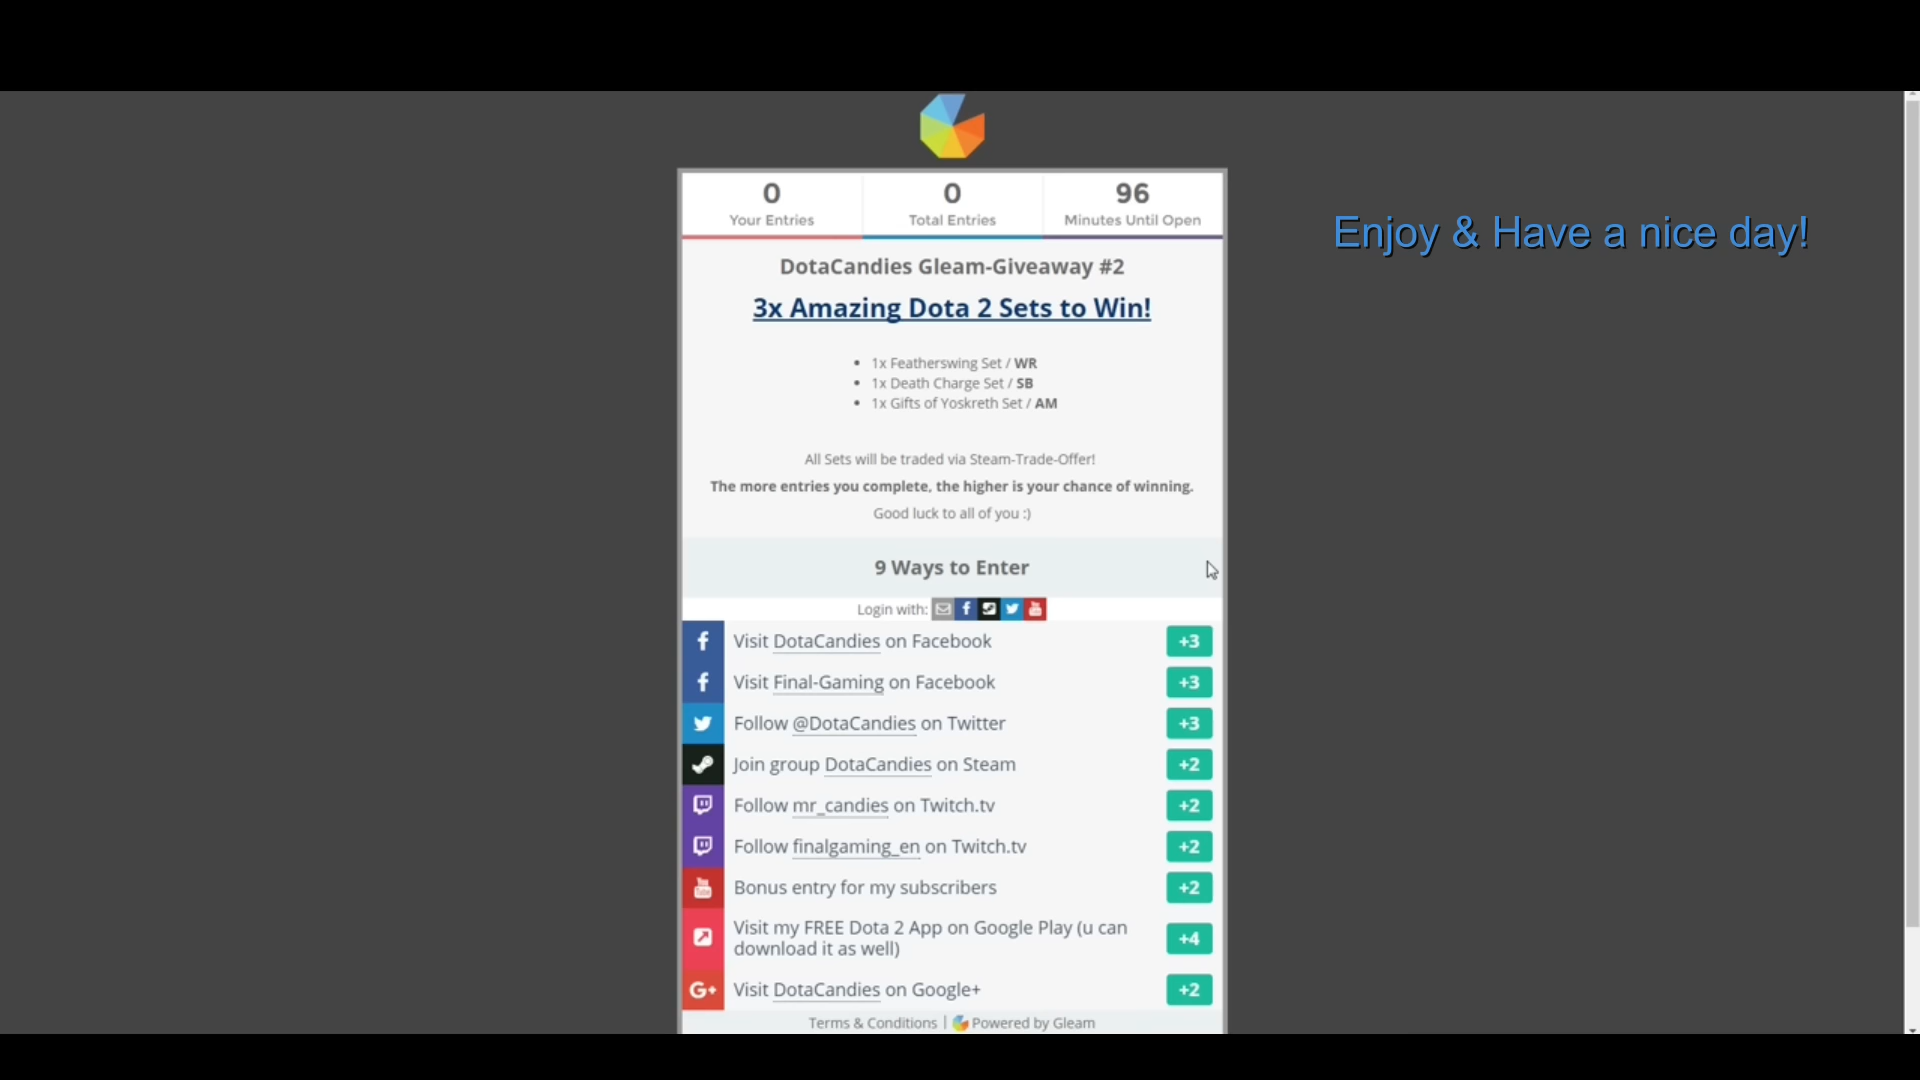 0
Your Entries
0
Total Entries
96
Minutes Until Open
Enjoy & Have a nice day!
DotaCandies Gleam-Giveaway #2
3x Amazing Dota 2 Sets to Win!
1x Featherswing Set / WR
1x Death Charge Set / SB
1x Gifts of Yoskreth Set / AM
All Sets will be traded via Steam-Trade-Offer!
The more entries you complete, the higher is your chance of winning.
Good luck to all of you :)
9 Ways to Enter
Login with:
Visit DotaCandies on Facebook +3
Visit Final-Gaming on Facebook +3
Follow @DotaCandies on Twitter +3
Join group DotaCandies on Steam +2
Follow mr_candies on Twitch.tv +2
Follow finalgaming_en on Twitch.tv +2
Bonus entry for my subscribers +2
Visit my FREE Dota 2 App on Google Play (u can
download it as well) +4
G+ Visit DotaCandies on Google+ +2
Terms & Conditions | Powered by Gleam